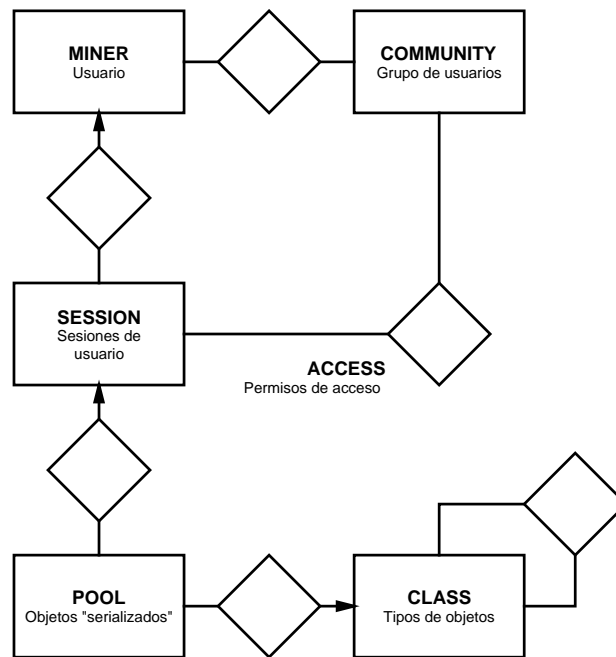 MINER
Usuario
COMMUNITY
Grupo de usuarios
SESSION
Sesiones de
usuario
ACCESS
Permisos de acceso
POOL
Objetos "serializados"
CLASS
Tipos de objetos